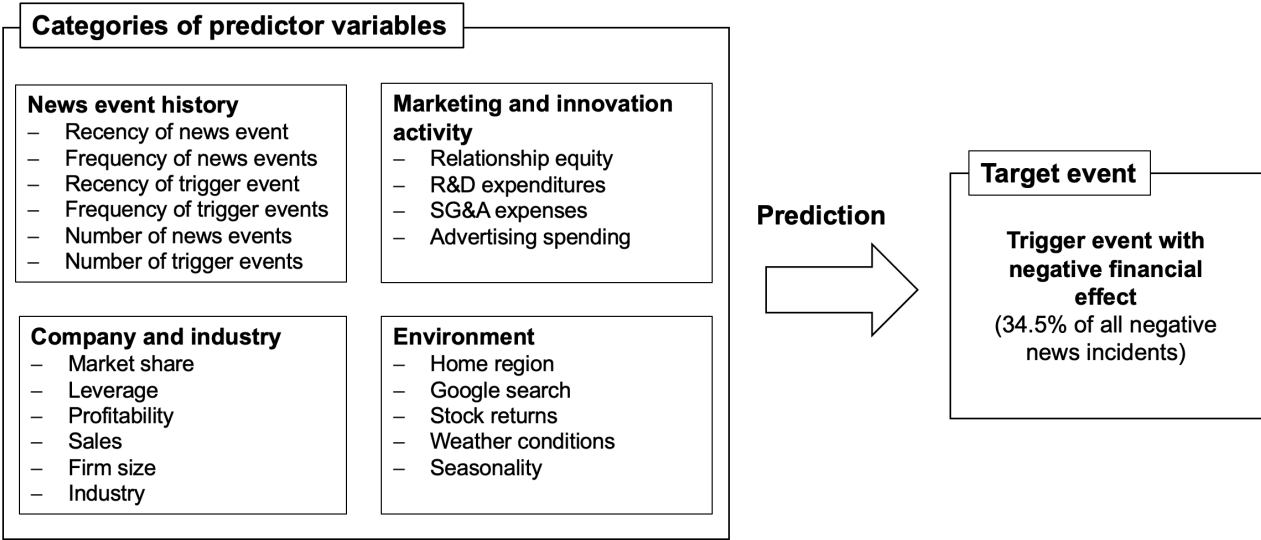 Categories of predictor variables
News event history
– Recency of news event
– Frequency of news events
– Recency of trigger event
– Frequency of trigger events
– Number of news events
– Number of trigger events
Marketing and innovation
activity
– Relationship equity
– R&D expenditures
– SG&A expenses
– Advertising spending
Company and industry
– Market share
– Leverage
– Profitability
– Sales
– Firm size
– Industry
Environment
– Home region
– Google search
– Stock returns
– Weather conditions
– Seasonality
Prediction
Target event
Trigger event with
negative financial
effect
(34.5% of all negative
news incidents)